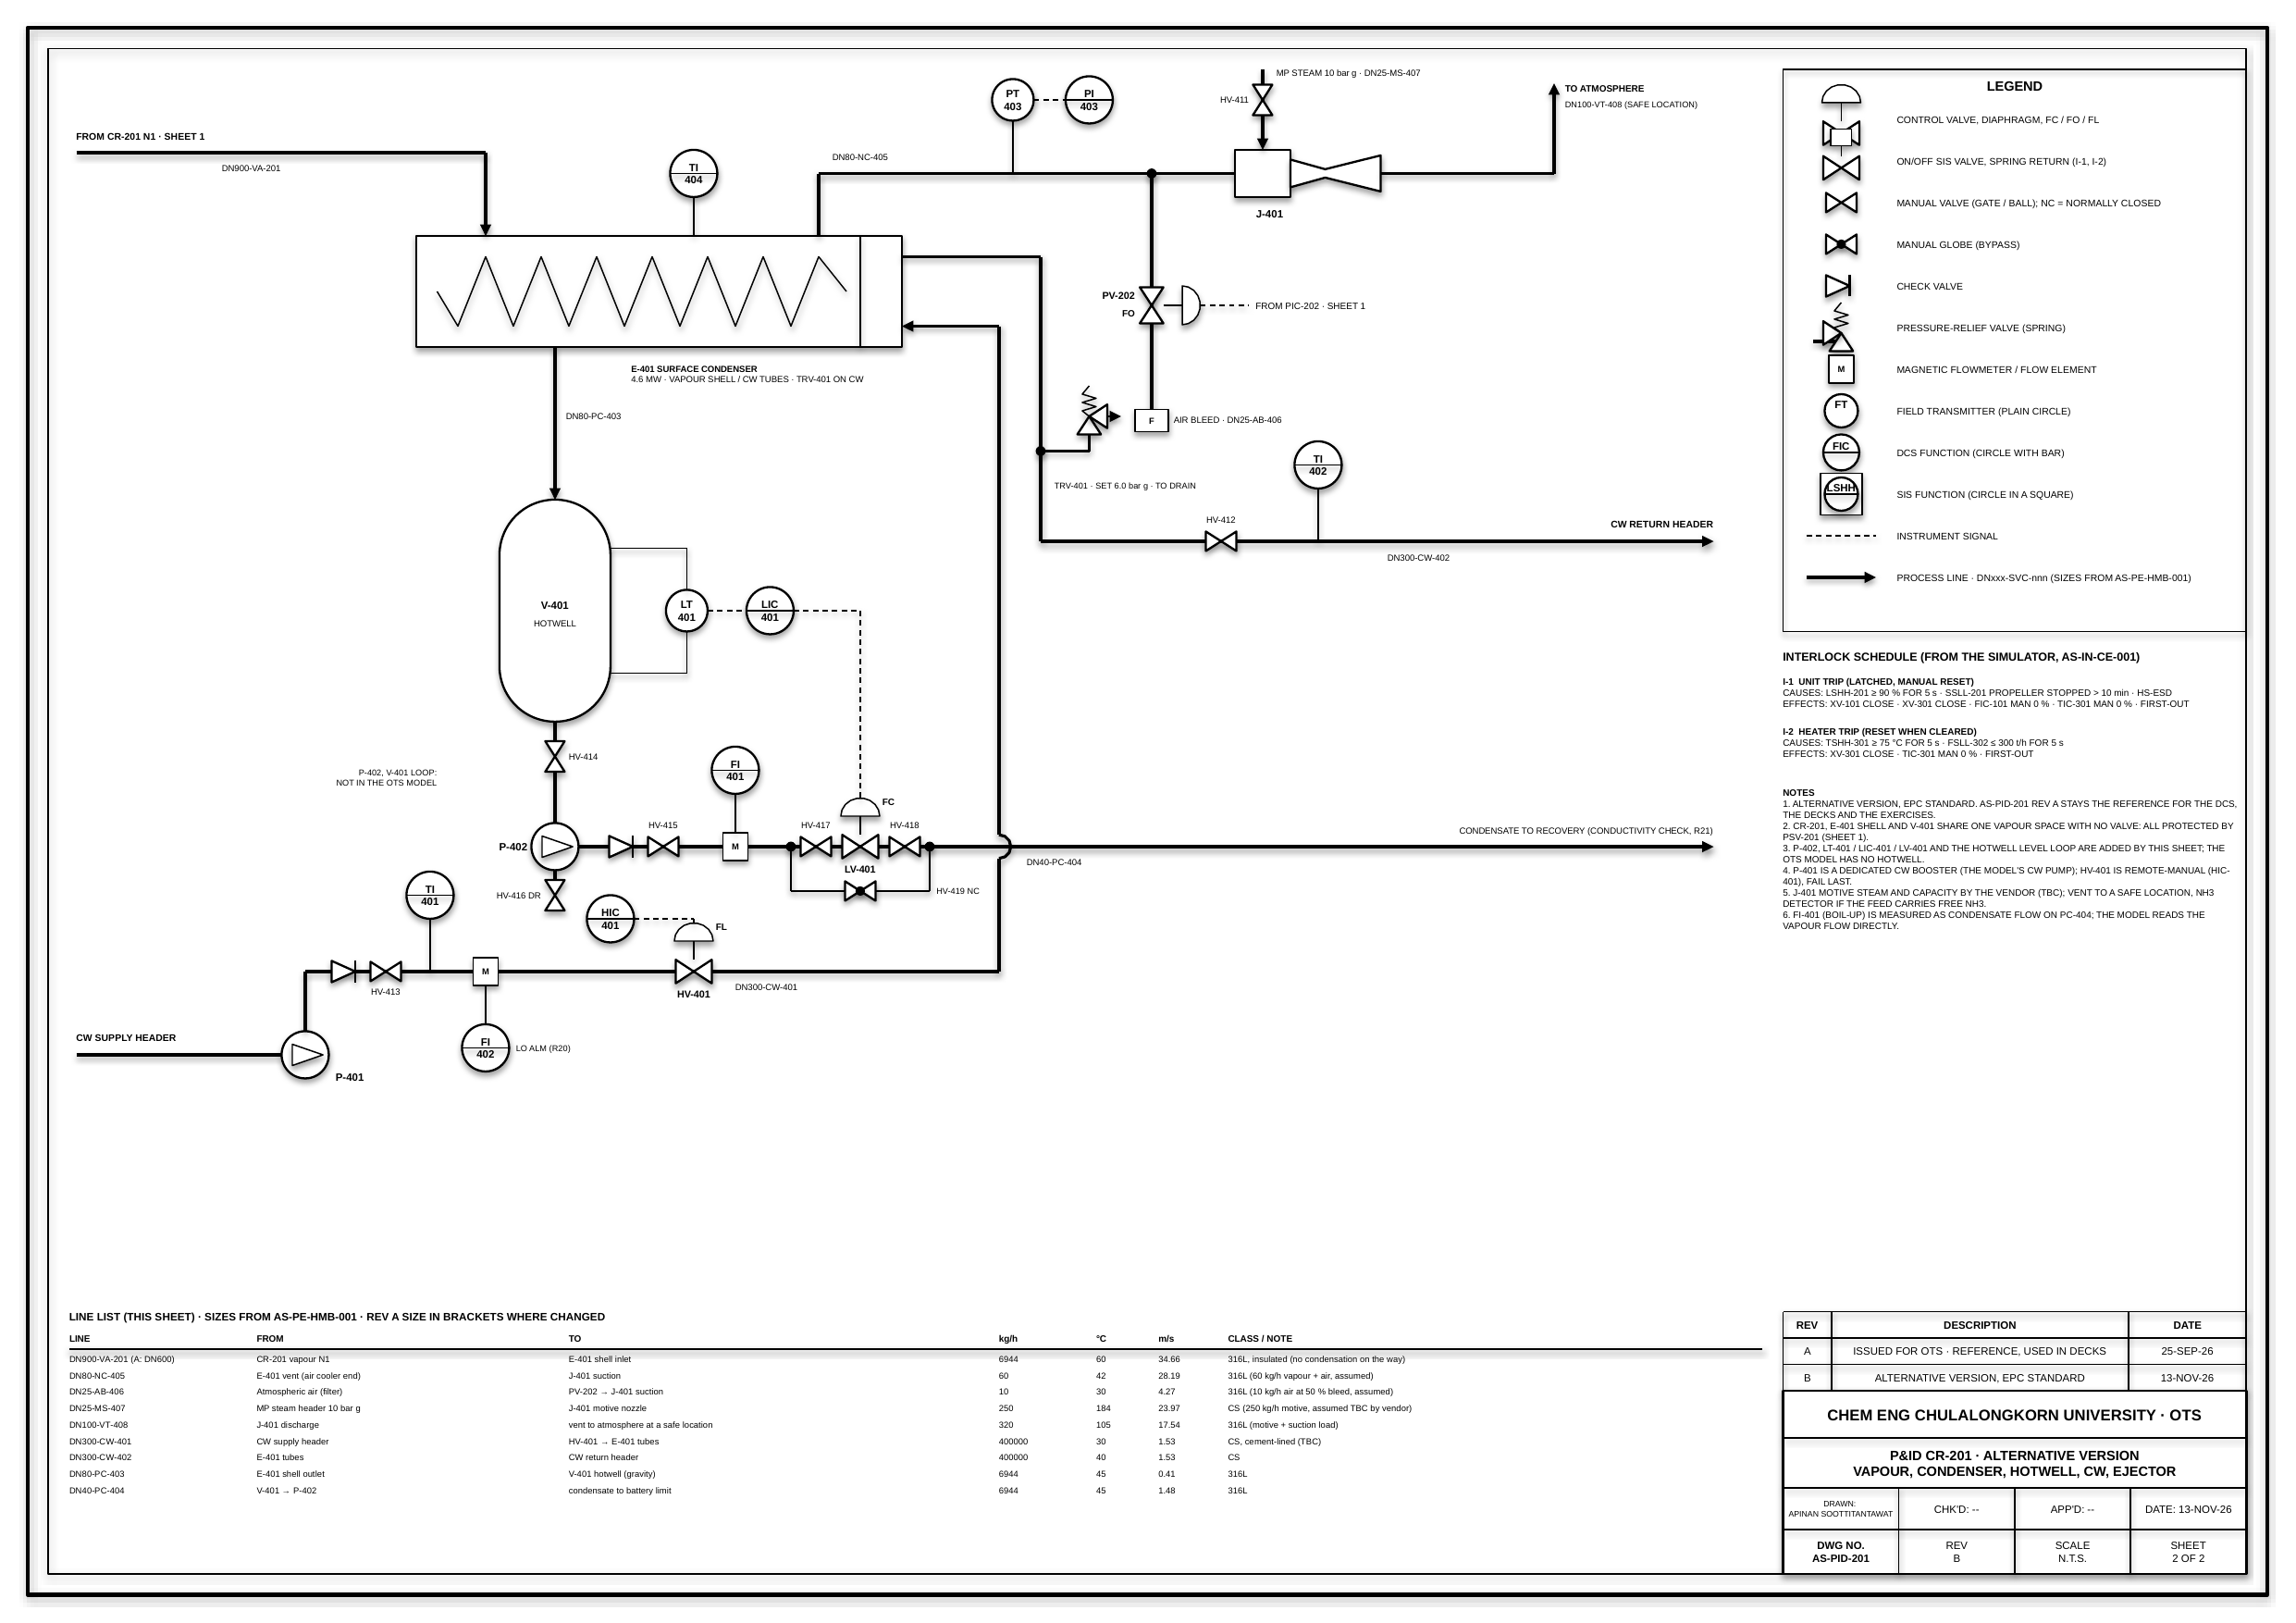 MP STEAM 10 bar g · DN25-MS-407
PT
403
PI
403
HV-411
TO ATMOSPHERE
DN100-VT-408 (SAFE LOCATION)
FROM CR-201 N1 · SHEET 1
DN900-VA-201
TI
404
DN80-NC-405
J-401
PV-202
FO
FROM PIC-202 · SHEET 1
E-401 SURFACE CONDENSER
4.6 MW · VAPOUR SHELL / CW TUBES · TRV-401 ON CW
DN80-PC-403
F
AIR BLEED · DN25-AB-406
TI
402
TRV-401 · SET 6.0 bar g · TO DRAIN
HV-412
CW RETURN HEADER
DN300-CW-402
V-401
HOTWELL
LT
401
LIC
401
HV-414
P-402, V-401 LOOP:
NOT IN THE OTS MODEL
FI
401
FC
HV-415
HV-417
HV-418
P-402
M
CONDENSATE TO RECOVERY (CONDUCTIVITY CHECK, R21)
DN40-PC-404
LV-401
HV-419 NC
TI
401
HV-416 DR
HIC
401
FL
M
HV-413
HV-401
DN300-CW-401
CW SUPPLY HEADER
P-401
FI
402
LO ALM (R20)
LEGEND
CONTROL VALVE, DIAPHRAGM, FC / FO / FL
ON/OFF SIS VALVE, SPRING RETURN (I-1, I-2)
MANUAL VALVE (GATE / BALL); NC = NORMALLY CLOSED
MANUAL GLOBE (BYPASS)
CHECK VALVE
PRESSURE-RELIEF VALVE (SPRING)
M
MAGNETIC FLOWMETER / FLOW ELEMENT
FT
FIELD TRANSMITTER (PLAIN CIRCLE)
FIC
DCS FUNCTION (CIRCLE WITH BAR)
LSHH
SIS FUNCTION (CIRCLE IN A SQUARE)
INSTRUMENT SIGNAL
PROCESS LINE · DNxxx-SVC-nnn (SIZES FROM AS-PE-HMB-001)
INTERLOCK SCHEDULE (FROM THE SIMULATOR, AS-IN-CE-001)
I-1 UNIT TRIP (LATCHED, MANUAL RESET)
CAUSES: LSHH-201 ≥ 90 % FOR 5 s · SSLL-201 PROPELLER STOPPED > 10 min · HS-ESD
EFFECTS: XV-101 CLOSE · XV-301 CLOSE · FIC-101 MAN 0 % · TIC-301 MAN 0 % · FIRST-OUT
I-2 HEATER TRIP (RESET WHEN CLEARED)
CAUSES: TSHH-301 ≥ 75 °C FOR 5 s · FSLL-302 ≤ 300 t/h FOR 5 s
EFFECTS: XV-301 CLOSE · TIC-301 MAN 0 % · FIRST-OUT
NOTES
1. ALTERNATIVE VERSION, EPC STANDARD. AS-PID-201 REV A STAYS THE REFERENCE FOR THE DCS,
THE DECKS AND THE EXERCISES.
2. CR-201, E-401 SHELL AND V-401 SHARE ONE VAPOUR SPACE WITH NO VALVE: ALL PROTECTED BY
PSV-201 (SHEET 1).
3. P-402, LT-401 / LIC-401 / LV-401 AND THE HOTWELL LEVEL LOOP ARE ADDED BY THIS SHEET; THE
OTS MODEL HAS NO HOTWELL.
4. P-401 IS A DEDICATED CW BOOSTER (THE MODEL'S CW PUMP); HV-401 IS REMOTE-MANUAL (HIC-
401), FAIL LAST.
5. J-401 MOTIVE STEAM AND CAPACITY BY THE VENDOR (TBC); VENT TO A SAFE LOCATION, NH3
DETECTOR IF THE FEED CARRIES FREE NH3.
6. FI-401 (BOIL-UP) IS MEASURED AS CONDENSATE FLOW ON PC-404; THE MODEL READS THE
VAPOUR FLOW DIRECTLY.
LINE LIST (THIS SHEET) · SIZES FROM AS-PE-HMB-001 · REV A SIZE IN BRACKETS WHERE CHANGED
LINE FROM TO kg/h °C m/s CLASS / NOTE
DN900-VA-201 (A: DN600) CR-201 vapour N1 E-401 shell inlet 6944 60 34.66 316L, insulated (no condensation on the way)
DN80-NC-405 E-401 vent (air cooler end) J-401 suction 60 42 28.19 316L (60 kg/h vapour + air, assumed)
DN25-AB-406 Atmospheric air (filter) PV-202 → J-401 suction 10 30 4.27 316L (10 kg/h air at 50 % bleed, assumed)
DN25-MS-407 MP steam header 10 bar g J-401 motive nozzle 250 184 23.97 CS (250 kg/h motive, assumed TBC by vendor)
DN100-VT-408 J-401 discharge vent to atmosphere at a safe location 320 105 17.54 316L (motive + suction load)
DN300-CW-401 CW supply header HV-401 → E-401 tubes 400000 30 1.53 CS, cement-lined (TBC)
DN300-CW-402 E-401 tubes CW return header 400000 40 1.53 CS
DN80-PC-403 E-401 shell outlet V-401 hotwell (gravity) 6944 45 0.41 316L
DN40-PC-404 V-401 → P-402 condensate to battery limit 6944 45 1.48 316L
REV DESCRIPTION DATE
A ISSUED FOR OTS · REFERENCE, USED IN DECKS 25-SEP-26
B ALTERNATIVE VERSION, EPC STANDARD 13-NOV-26
CHEM ENG CHULALONGKORN UNIVERSITY · OTS
P&ID CR-201 · ALTERNATIVE VERSION
VAPOUR, CONDENSER, HOTWELL, CW, EJECTOR
DRAWN:
APINAN SOOTTITANTAWAT
CHK'D: --
APP'D: --
DATE: 13-NOV-26
DWG NO.
AS-PID-201
REV
B
SCALE
N.T.S.
SHEET
2 OF 2